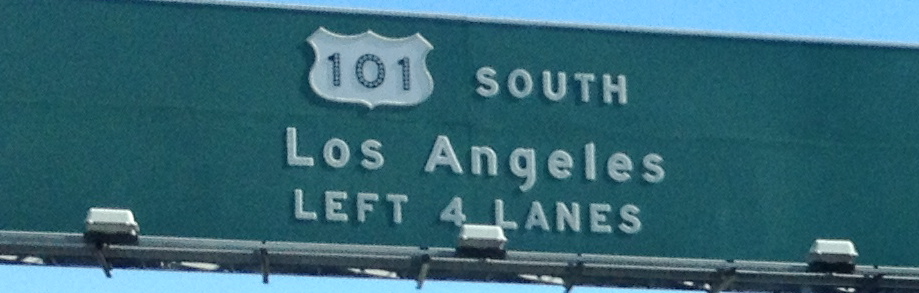 101 SOUTH
Los Angeles
LEFT 4 LANES